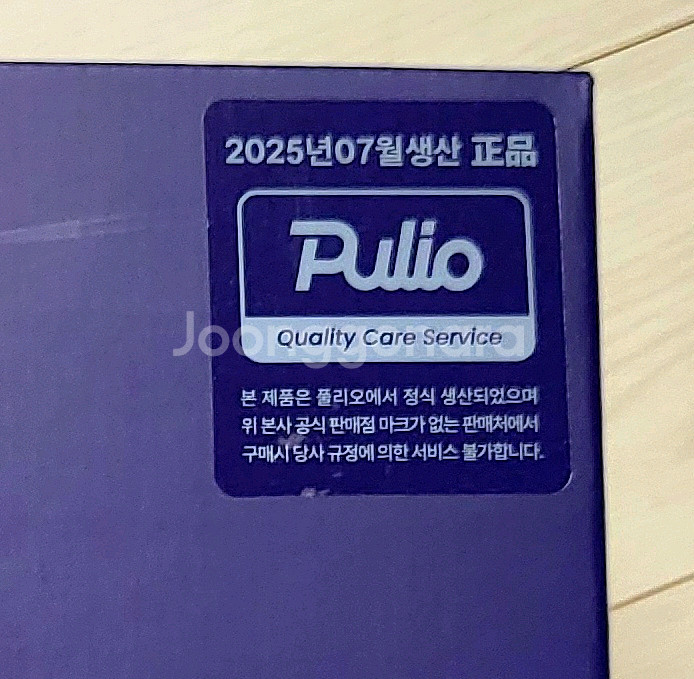 2025년07월생산 正品
Pulio
Quality Care Service
Joonggonara
본 제품은 풀리오에서 정식 생산되었으며
위 본사 공식 판매점 마크가 없는 판매처에서
구매시 당사 규정에 의한 서비스 불가합니다.